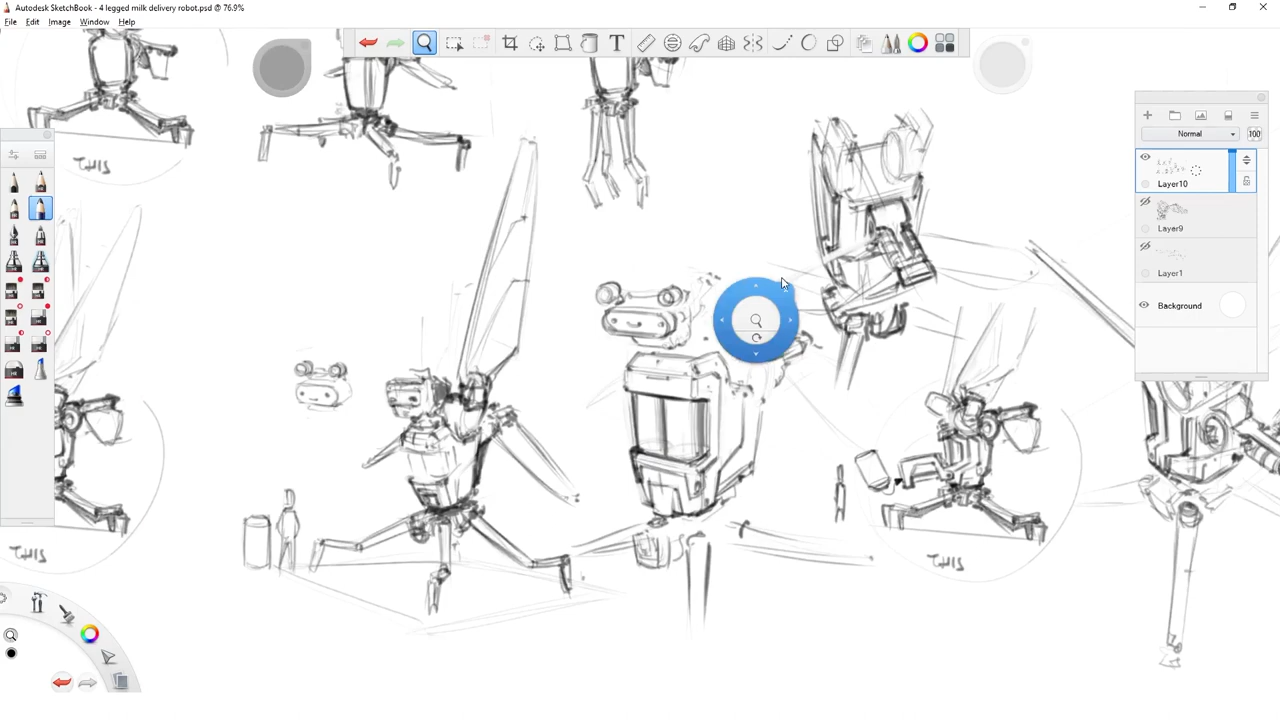 Autodesk SketchBook - 4 legged milk delivery robot.psd @ 76.9%
File Edit Image Window Help
T
Normal
100
Layer10
Layer9
Layer1
Background
THIS
THIS
THIS